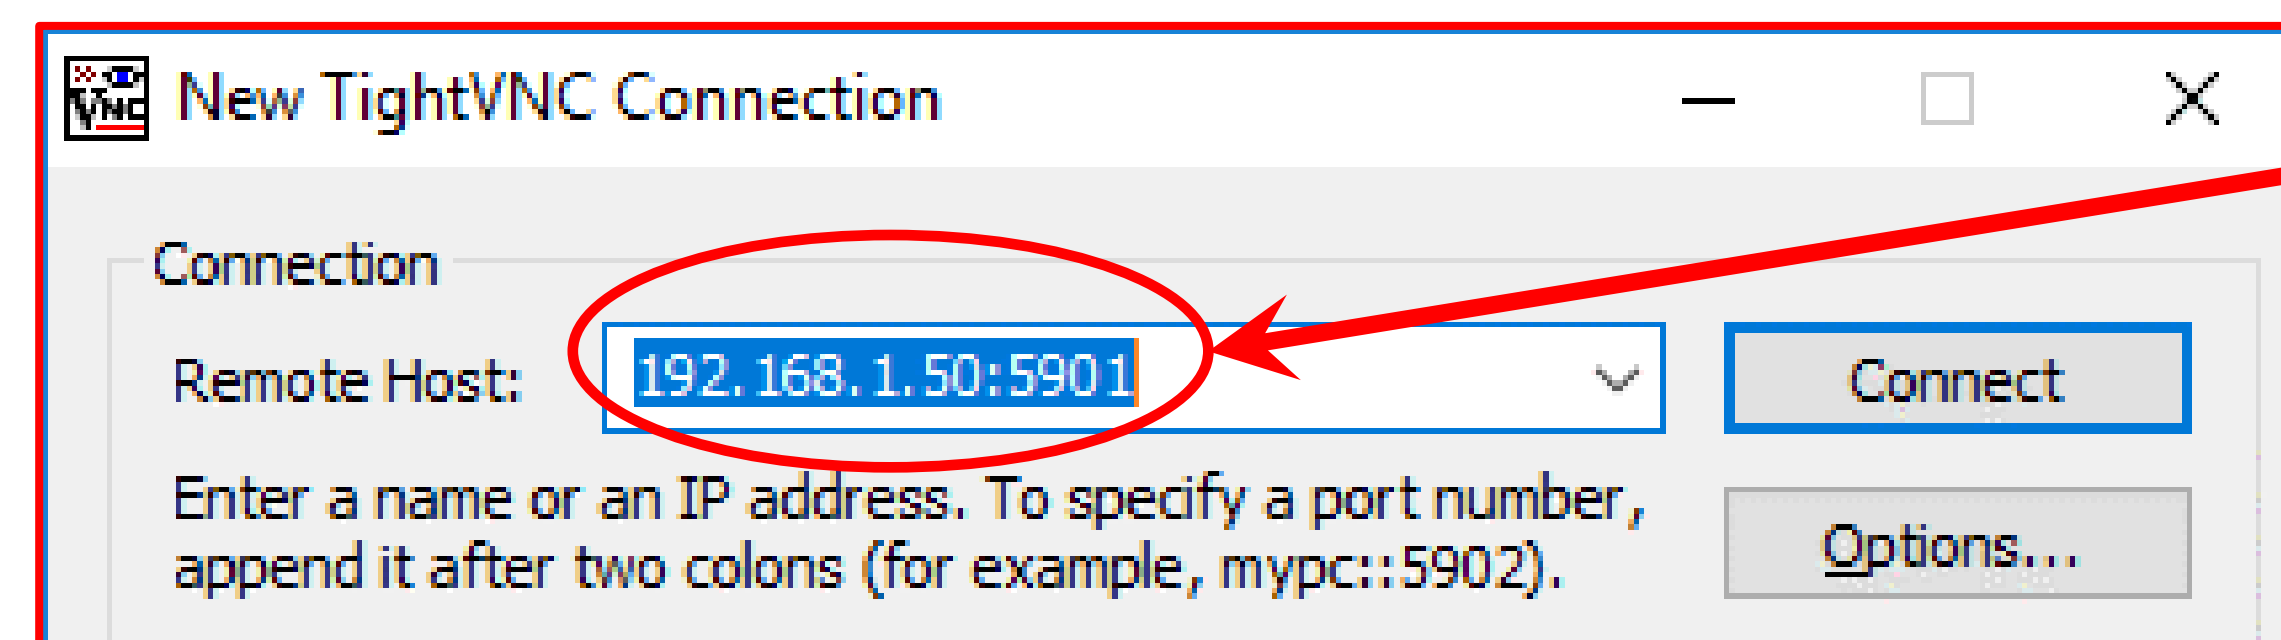 VNC New TightVNC Connection
Connection
Remote Host: 192.168.1.50:5901 Connect
Enter a name or an IP address. To specify a port number,
append it after two colons (for example, mypc::5902).
Options...